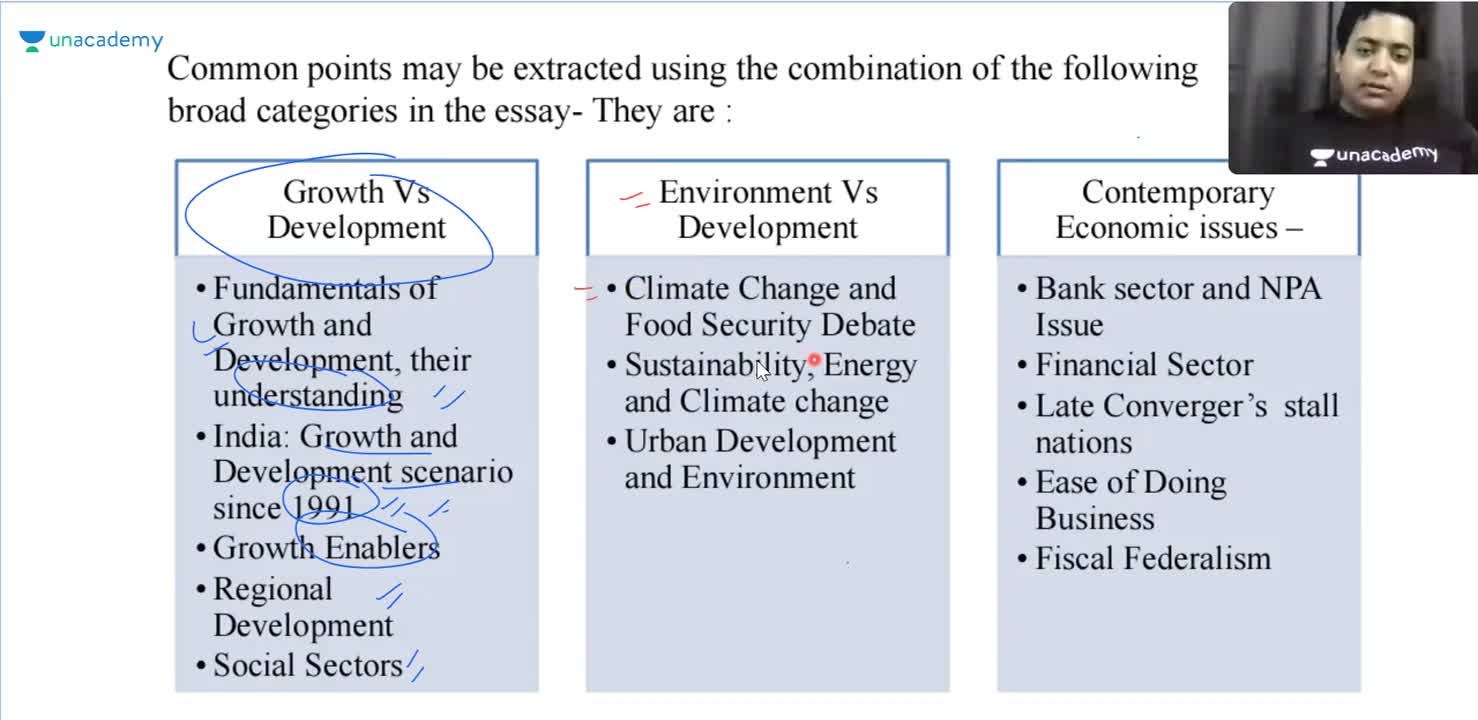 unacademy
Common points may be extracted using the combination of the following
broad categories in the essay- They are :
Growth Vs
Development
• Fundamentals of
Growth and
Development, their
understanding
• India: Growth and
Development scenario
since 1991
• Growth Enablers
• Regional
Development
• Social Sectors
Environment Vs
Development
• Climate Change and
Food Security Debate
• Sustainability, Energy
and Climate change
• Urban Development
and Environment
Contemporary
Economic issues –
• Bank sector and NPA
Issue
• Financial Sector
• Late Converger’s stall
nations
• Ease of Doing
Business
• Fiscal Federalism
unacademy